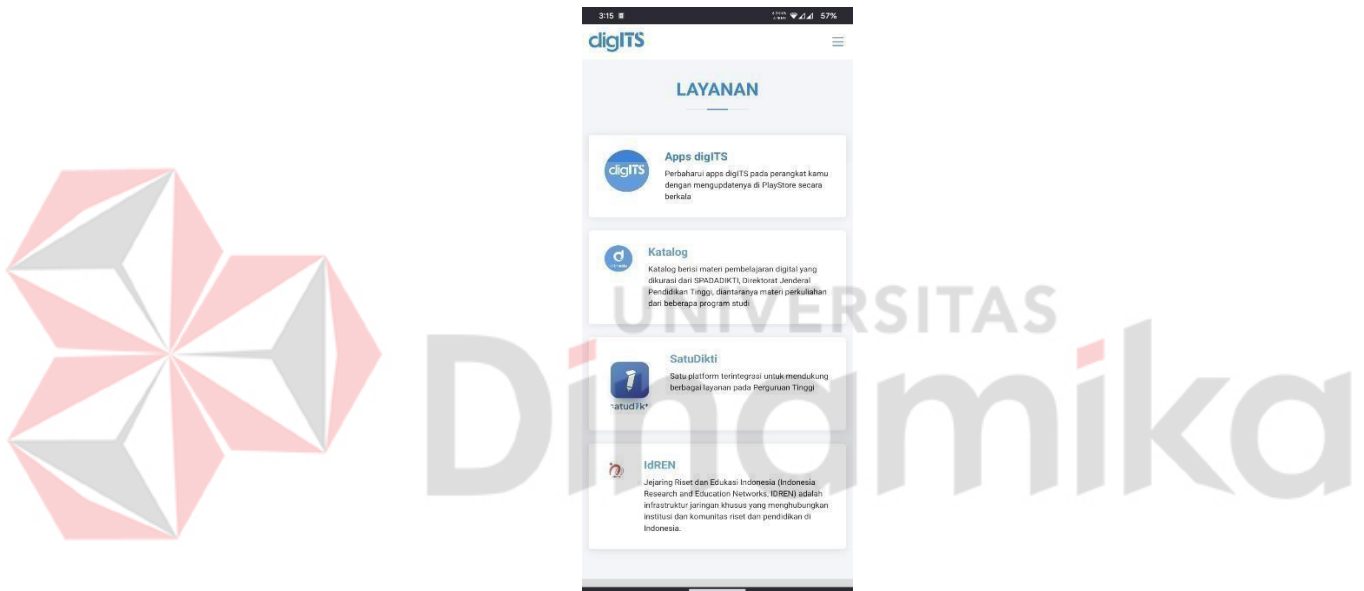 3:15
57%
digITS
LAYANAN
digITS
Apps digITS
Perbaharui apps digITS pada perangkat kamu
dengan mengupdatenya di PlayStore secara
berkala
Katalog
Katalog berisi materi pembelajaran digital yang
dikurasi dari SPADADIKTI, Direktorat Jenderal
Pendidikan Tinggi, diantaranya materi perkuliahan
dari beberapa program studi
SatuDikti
Satu platform terintegrasi untuk mendukung
berbagai layanan pada Perguruan Tinggi
IdREN
Jejaring Riset dan Edukasi Indonesia (Indonesia
Research and Education Networks, IDREN) adalah
infrastruktur jaringan khusus yang menghubungkan
institusi dan komunitas riset dan pendidikan di
Indonesia.
UNIVERSITAS
Dinamika